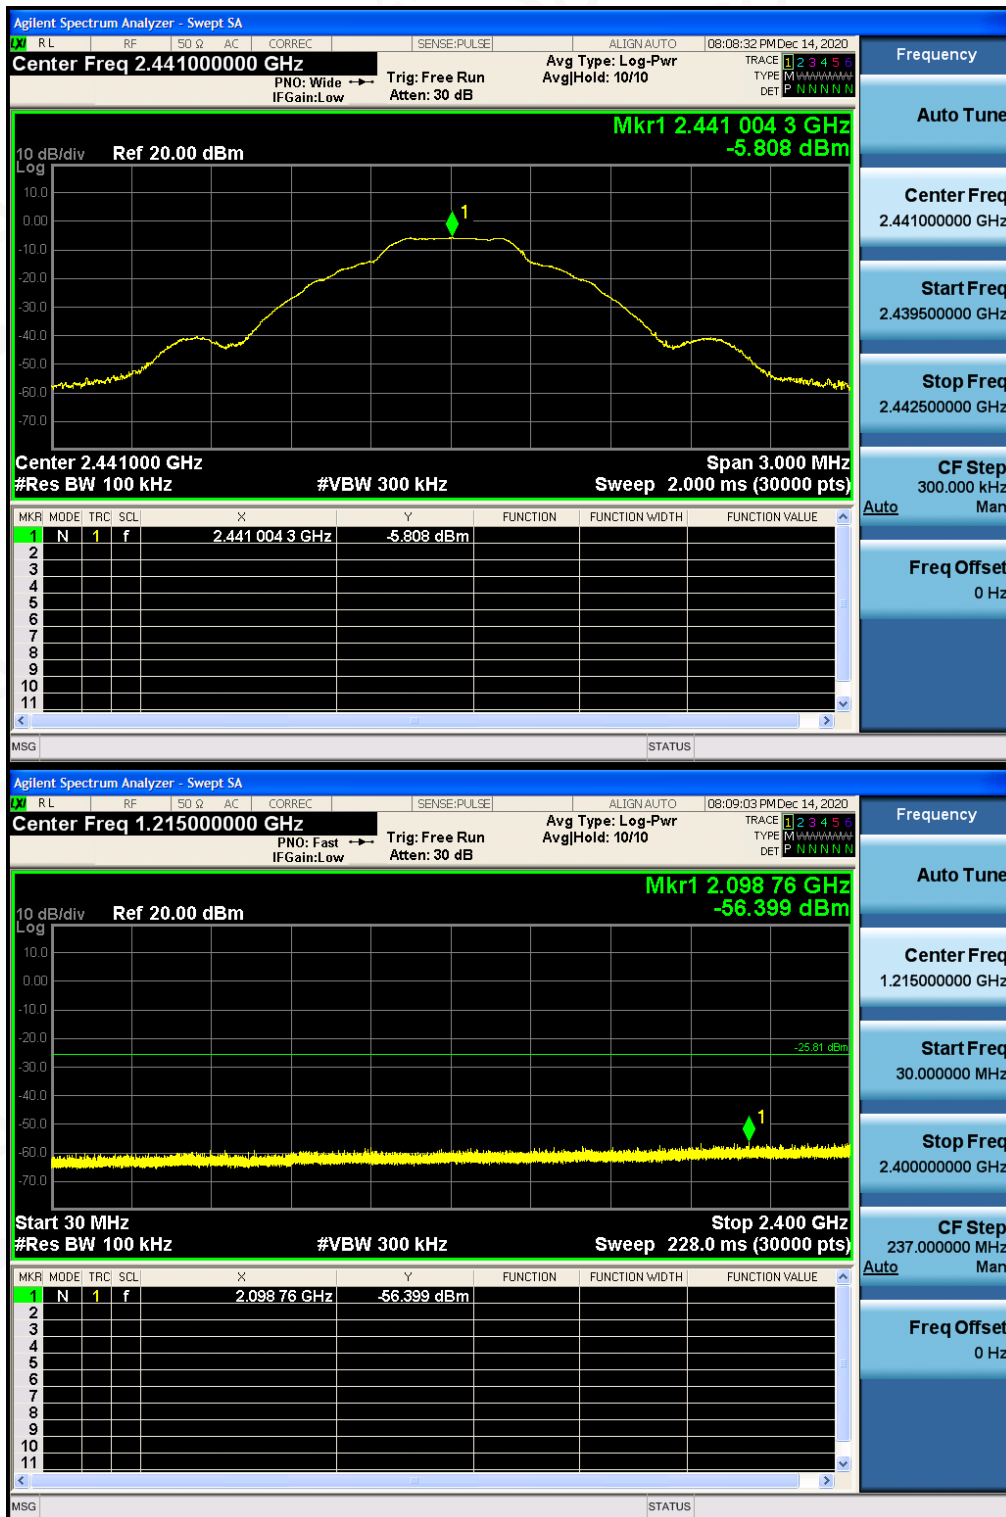 Agilent Spectrum Analyzer - Swept SA
LXI RL RF 50 Ω AC CORREC SENSE:PULSE ALIGN AUTO 08:08:32 PM Dec 14, 2020
Center Freq 2.441000000 GHz
PNO: Wide
IFGain:Low
Trig: Free Run
Atten: 30 dB
Avg Type: Log-Pwr
Avg|Hold: 10/10
TRACE 1 2 3 4 5 6
TYPE M
DET P N N N N N
Mkr1 2.441 004 3 GHz
-5.808 dBm
10 dB/div Ref 20.00 dBm
Log
10.0
0.00
1
-10.0
-20.0
-30.0
-40.0
-50.0
-60.0
-70.0
Center 2.441000 GHz Span 3.000 MHz
#Res BW 100 kHz #VBW 300 kHz Sweep 2.000 ms (30000 pts)
MKR MODE TRC SCL X Y FUNCTION FUNCTION WIDTH FUNCTION VALUE
1 N 1 f 2.441 004 3 GHz -5.808 dBm
2
3
4
5
6
7
8
9
10
11
MSG STATUS
Frequency
Auto Tune
Center Freq
2.441000000 GHz
Start Freq
2.439500000 GHz
Stop Freq
2.442500000 GHz
CF Step
300.000 kHz
Auto Man
Freq Offset
0 Hz
Agilent Spectrum Analyzer - Swept SA
LXI RL RF 50 Ω AC CORREC SENSE:PULSE ALIGN AUTO 08:09:03 PM Dec 14, 2020
Center Freq 1.215000000 GHz
PNO: Fast
IFGain:Low
Trig: Free Run
Atten: 30 dB
Avg Type: Log-Pwr
Avg|Hold: 10/10
TRACE 1 2 3 4 5 6
TYPE M
DET P N N N N N
Mkr1 2.098 76 GHz
-56.399 dBm
10 dB/div Ref 20.00 dBm
Log
10.0
0.00
-10.0
-20.0
-25.81 dBm
-30.0
-40.0
-50.0
1
-60.0
-70.0
Start 30 MHz Stop 2.400 GHz
#Res BW 100 kHz #VBW 300 kHz Sweep 228.0 ms (30000 pts)
MKR MODE TRC SCL X Y FUNCTION FUNCTION WIDTH FUNCTION VALUE
1 N 1 f 2.098 76 GHz -56.399 dBm
2
3
4
5
6
7
8
9
10
11
MSG STATUS
Frequency
Auto Tune
Center Freq
1.215000000 GHz
Start Freq
30.000000 MHz
Stop Freq
2.400000000 GHz
CF Step
237.000000 MHz
Auto Man
Freq Offset
0 Hz